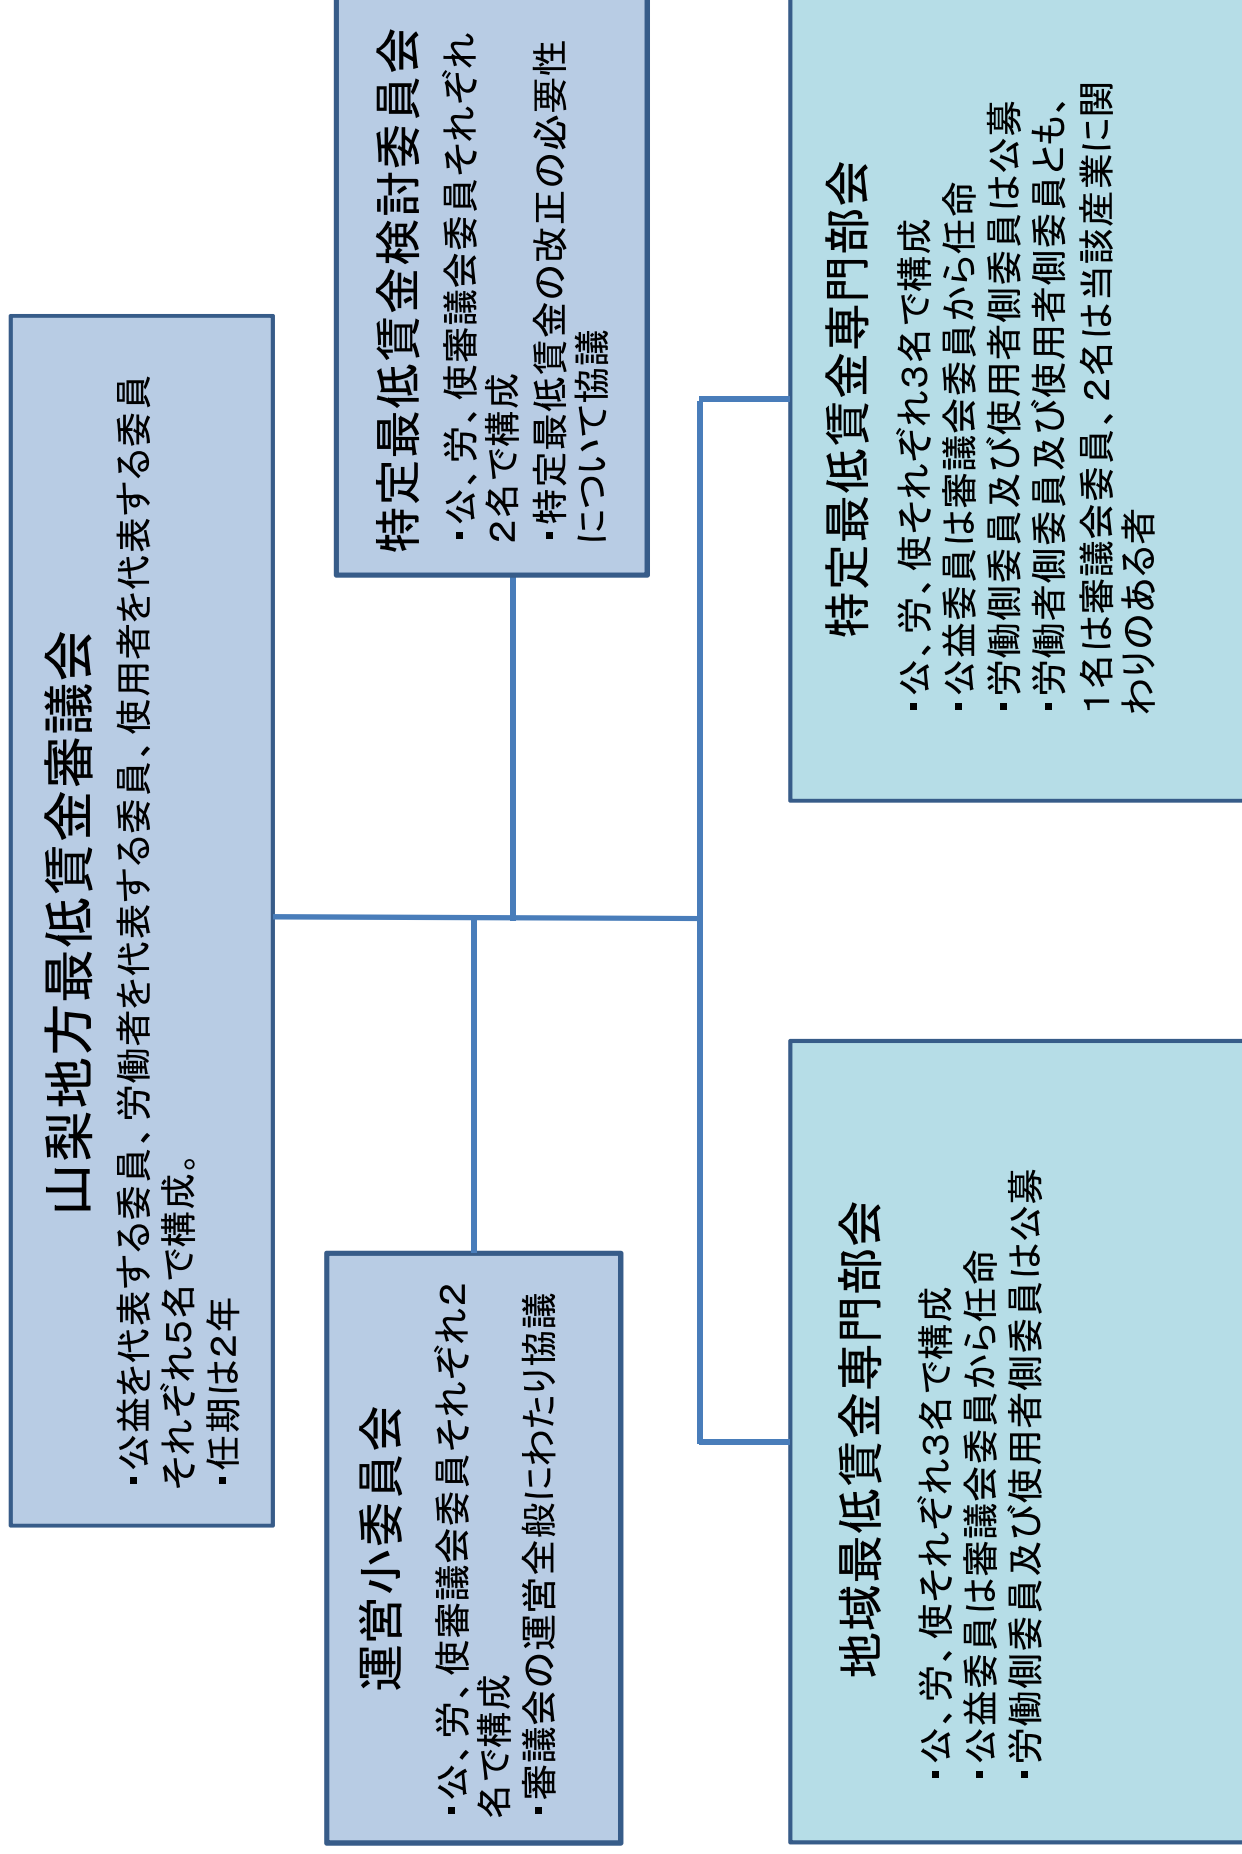 山梨地方最低賃金審議会
・公益を代表する委員、労働者を代表する委員、使用者を代表する委員
それぞれ5名で構成。
・任期は2年
運営小委員会
・公、労、使審議会委員それぞれ2
名で構成
・審議会の運営全般にわたり協議
特定最低賃金検討委員会
・公、労、使審議会委員それぞれ
2名で構成
・特定最低賃金の改正の必要性
について協議
地域最低賃金専門部会
・公、労、使それぞれ3名で構成
・公益委員は審議会委員から任命
・労働側委員及び使用者側委員は公募
特定最低賃金専門部会
・公、労、使それぞれ3名で構成
・公益委員は審議会委員から任命
・労働側委員及び使用者側委員は公募
・労働者側委員及び使用者側委員とも、
1名は審議会委員、2名は当該産業に関
わりのある者